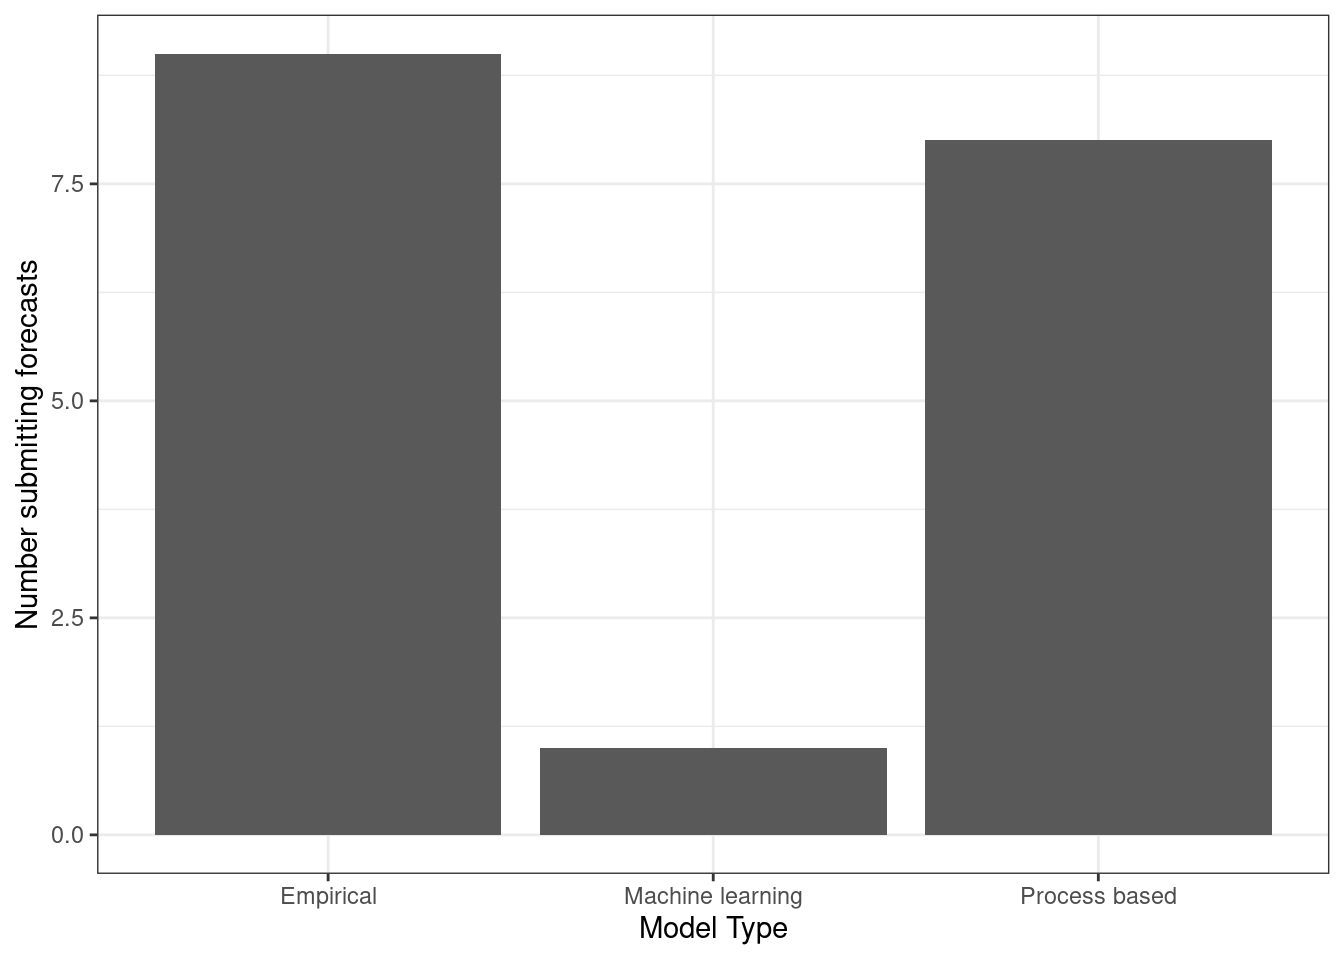 Number submitting forecasts
7.5
5.0
2.5
0.0
Empirical
Machine learning
Process based
Model Type